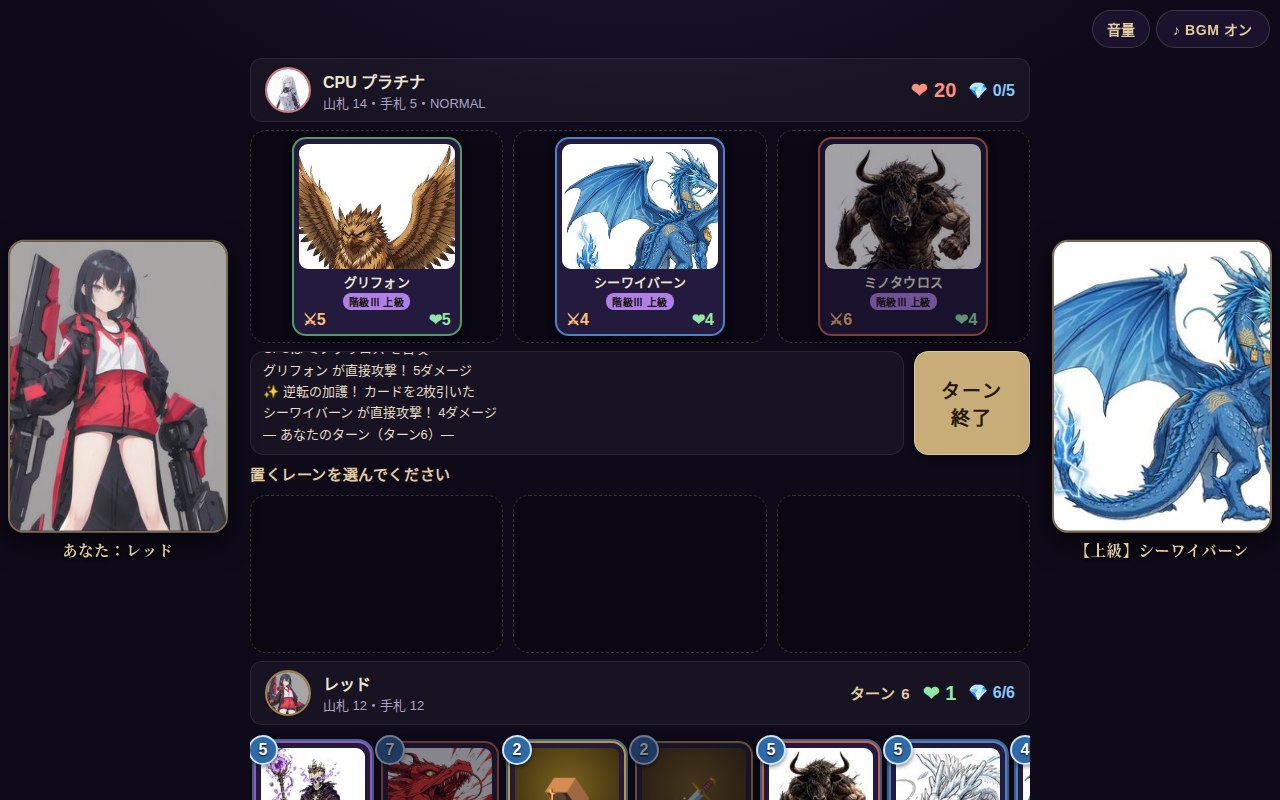 音量
♪ BGM オン
CPU プラチナ
山札 14・手札 5・NORMAL
❤ 20 💎 0/5
グリフォン
階級Ⅲ 上級
⚔5 ❤5
シーワイバーン
階級Ⅲ 上級
⚔4 ❤4
ミノタウロス
階級Ⅲ 上級
⚔6 ❤4
グリフォン が直接攻撃！ 5ダメージ
✨ 逆転の加護！ カードを2枚引いた
シーワイバーン が直接攻撃！ 4ダメージ
— あなたのターン（ターン6）—
ターン
終了
置くレーンを選んでください
あなた：レッド
【上級】シーワイバーン
レッド
山札 12・手札 12
ターン 6 ❤ 1 💎 6/6
5
7
2
2
5
5
4